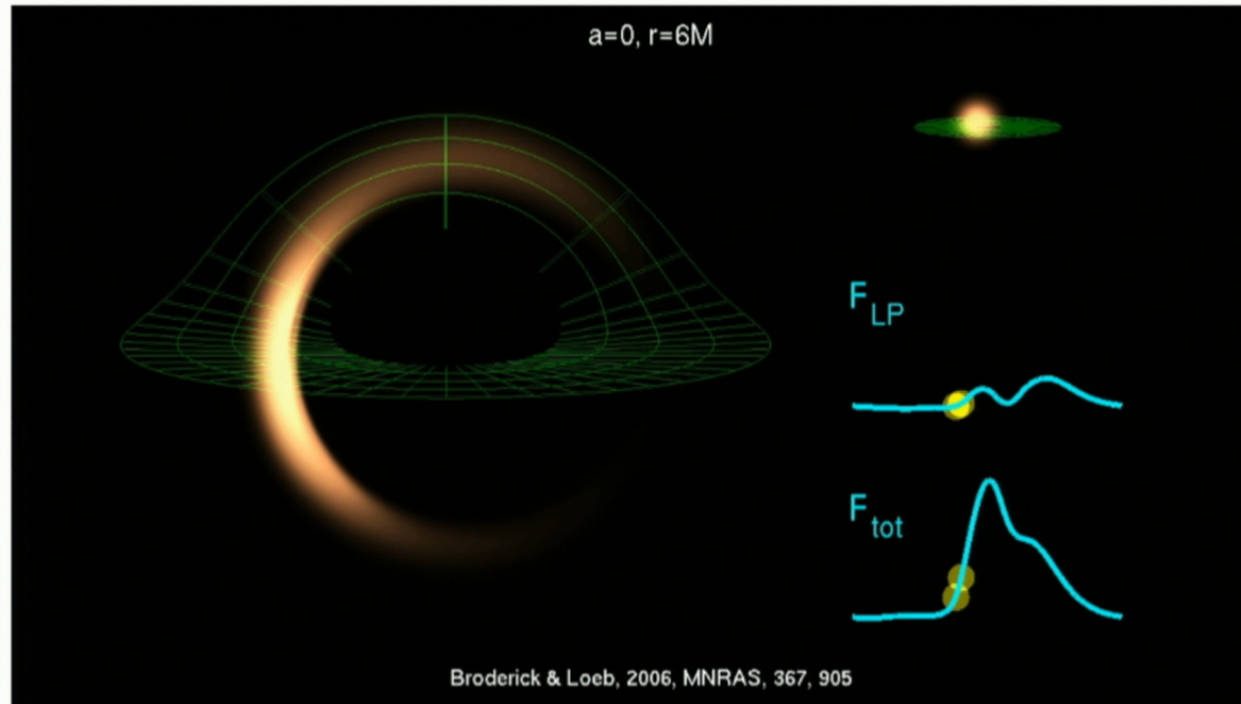 a=0, r=6M
F_LP
F_tot
Broderick & Loeb, 2006, MNRAS, 367, 905